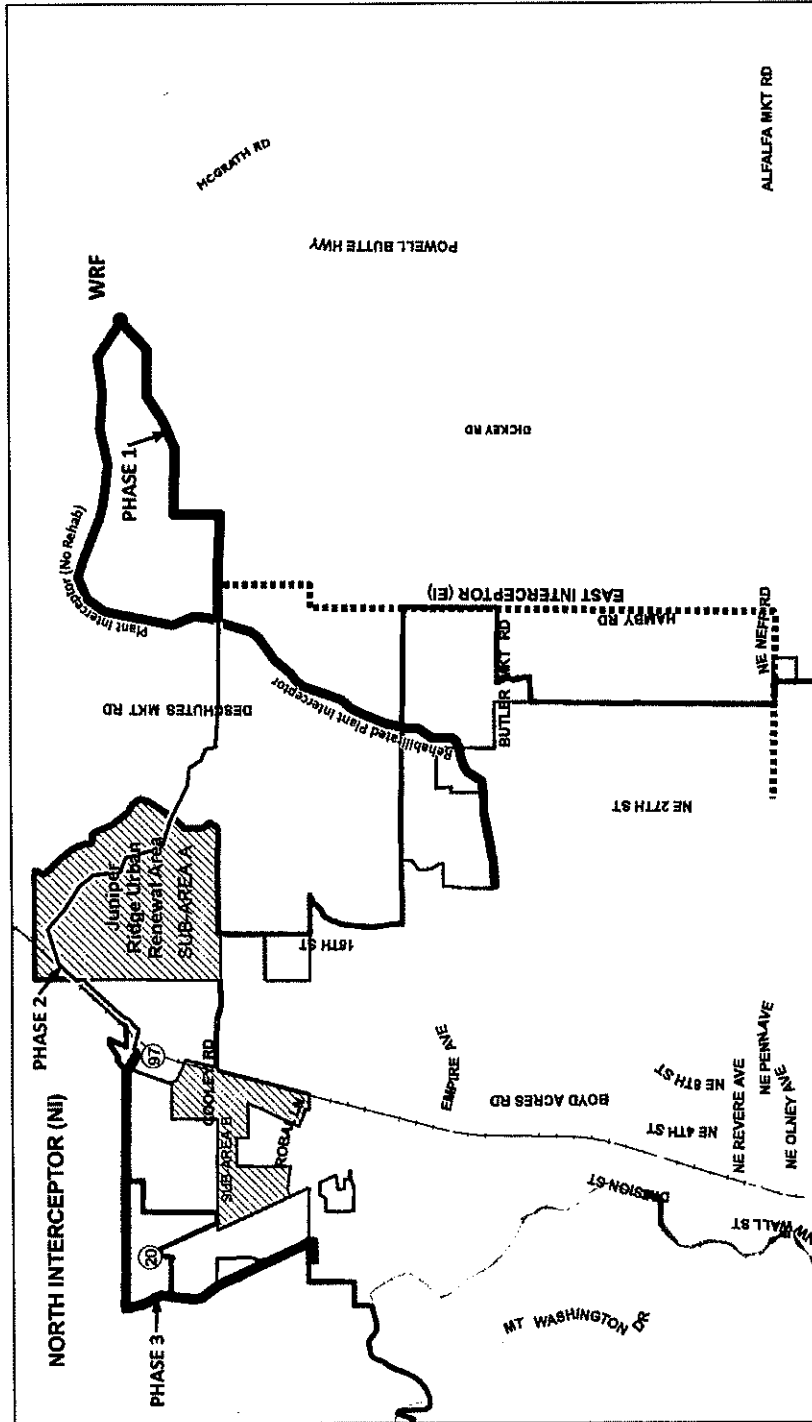 NORTH INTERCEPTOR (NI)
PHASE 3
20
97
PHASE 2
Juniper
Ridge Urban
Renewal Area
SUB-AREA A
SUB-AREA B
COOLEY RD
ROBAL LN
18TH ST
DESCHUTES MKT RD
Plant Interceptor (No Rehab)
PHASE 1
WRF
MCGRATH RD
Rehabilitated Plant Interceptor
POWELL BUTTE HWY
DICKEY RD
EAST INTERCEPTOR (EI)
HAMBY RD
BUTLER MKT RD
NE 27TH ST
NE NEFF RD
ALFALFA MKT RD
EMPIRE AVE
BOYD ACRES RD
NE 8TH ST
NE 4TH ST
NE REVERE AVE
NE PENN AVE
NE OLNEY AVE
DIVISION ST
NW WALL ST
MT WASHINGTON DR